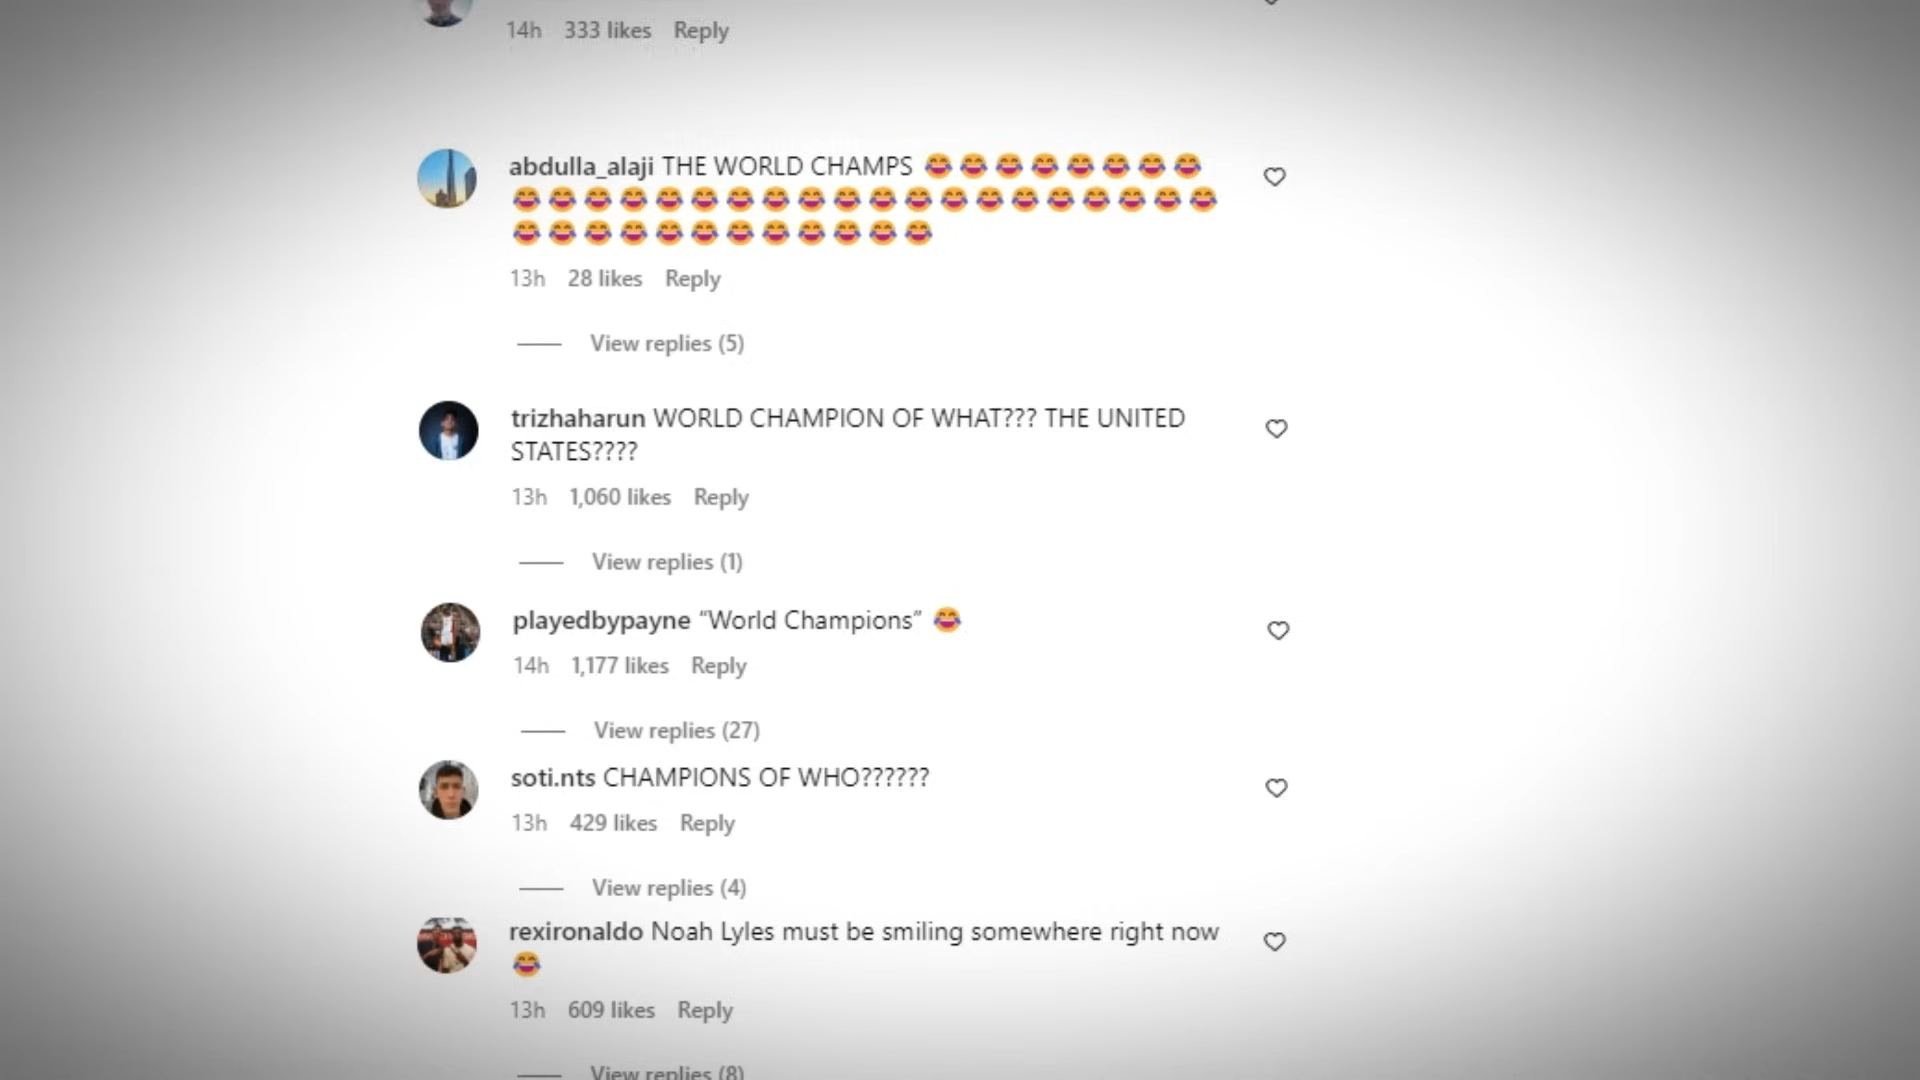 14h 333 likes Reply
abdulla_alaji THE WORLD CHAMPS 😂😂😂😂😂😂😂😂
😂😂😂😂😂😂😂😂😂😂😂😂😂😂😂😂😂😂😂😂
😂😂😂😂😂😂😂😂😂😂😂😂
13h 28 likes Reply
View replies (5)
trizhaharun WORLD CHAMPION OF WHAT??? THE UNITED
STATES????
13h 1,060 likes Reply
View replies (1)
playedbypayne “World Champions” 😂
14h 1,177 likes Reply
View replies (27)
soti.nts CHAMPIONS OF WHO??????
13h 429 likes Reply
View replies (4)
rexironaldo Noah Lyles must be smiling somewhere right now
😂
13h 609 likes Reply
View replies (8)